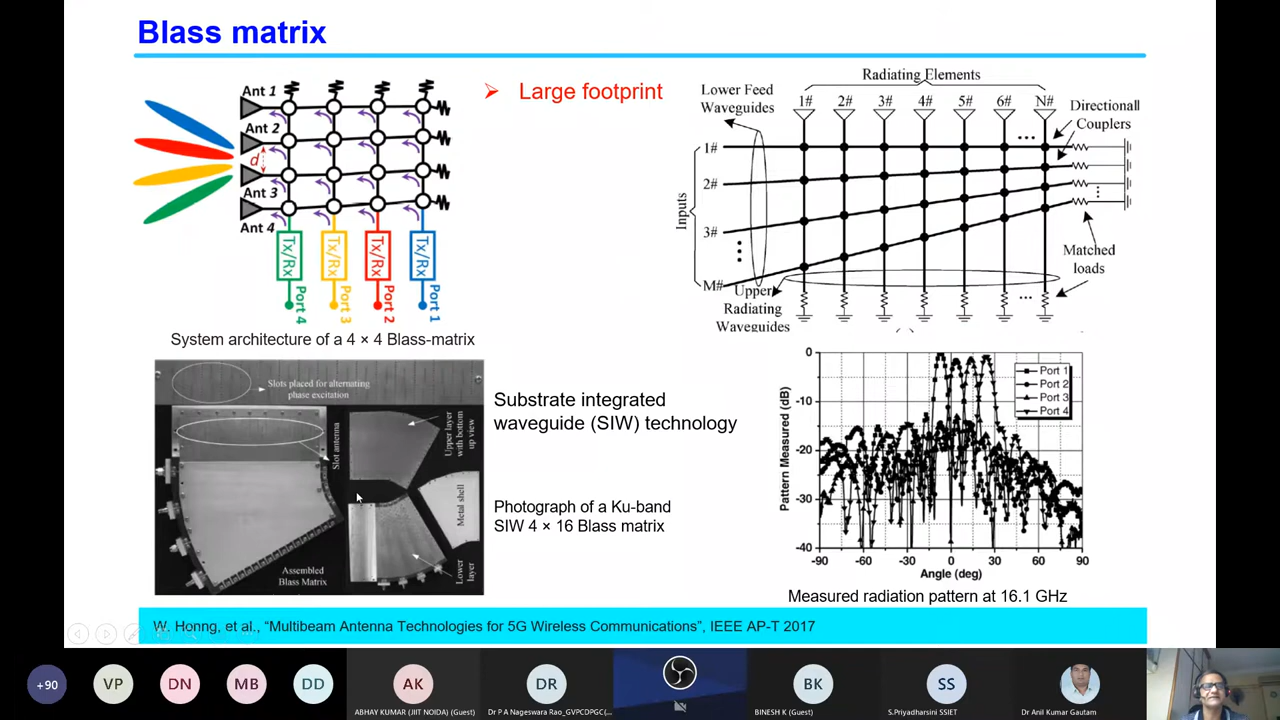 Blass matrix
Ant 1
Ant 2
d
Ant 3
Ant 4
Tx/Rx
Tx/Rx
Tx/Rx
Tx/Rx
Port 4
Port 3
Port 2
Port 1
System architecture of a 4 × 4 Blass-matrix
➢ Large footprint
Radiating Elements
Lower Feed
Waveguides
1# 2# 3# 4# 5# 6# N#
Directionall
Couplers
...
Inputs
1#
2#
3#
M#
Upper
Radiating
Waveguides
Matched
loads
...
Slots placed for alternating
phase excitation
Slot antenna
Upper layer
with bottom
up view
Metal shell
Lower
layer
Assembled
Blass Matrix
Substrate integrated
waveguide (SIW) technology
Photograph of a Ku-band
SIW 4 × 16 Blass matrix
Pattern Measured (dB)
0
-10
-20
-30
-40
Port 1
Port 2
Port 3
Port 4
-90 -60 -30 0 30 60 90
Angle (deg)
Measured radiation pattern at 16.1 GHz
W. Honng, et al., “Multibeam Antenna Technologies for 5G Wireless Communications”, IEEE AP-T 2017
+90
VP
DN
MB
DD
AK
ABHAY KUMAR (JIIT NOIDA) (Guest)
DR
Dr P A Nageswara Rao_GVPCDPGC(...
BK
BINESH K (Guest)
SS
S.Priyadharsini SSIET
Dr Anil Kumar Gautam